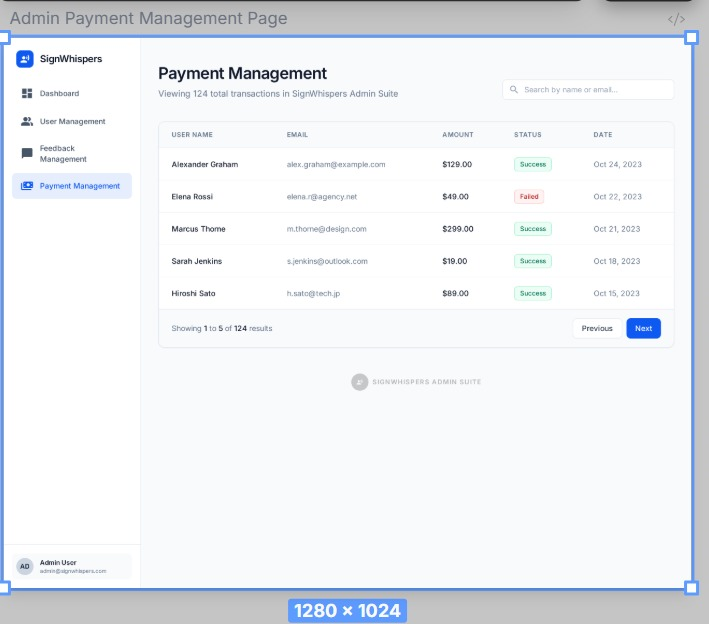 Admin Payment Management Page
</>
SignWhispers
Dashboard
User Management
Feedback
Management
Payment Management
Payment Management
Viewing 124 total transactions in SignWhispers Admin Suite
Search by name or email...
USER NAME EMAIL AMOUNT STATUS DATE
Alexander Graham alex.graham@example.com $129.00 Success Oct 24, 2023
Elena Rossi elena.r@agency.net $49.00 Failed Oct 22, 2023
Marcus Thorne m.thorne@design.com $299.00 Success Oct 21, 2023
Sarah Jenkins s.jenkins@outlook.com $19.00 Success Oct 18, 2023
Hiroshi Sato h.sato@tech.jp $89.00 Success Oct 15, 2023
Showing 1 to 5 of 124 results Previous Next
SIGNWHISPERS ADMIN SUITE
AD Admin User
admin@signwhispers.com
1280 × 1024